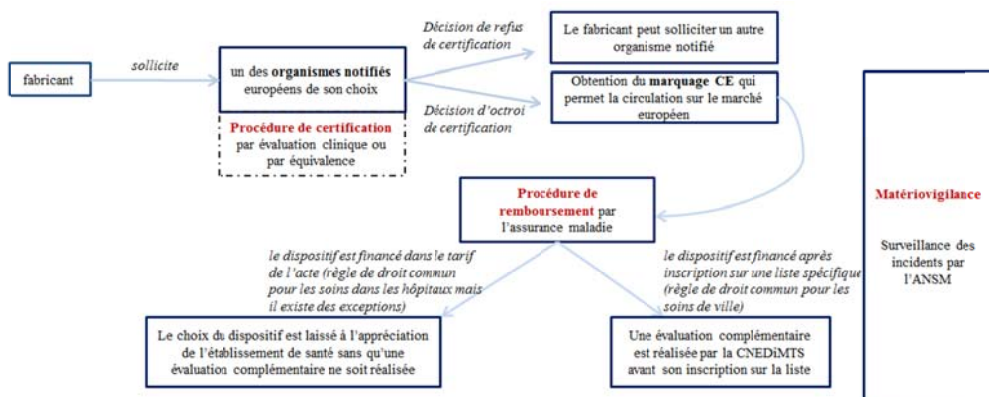 fabricant
sollicite
un des organismes notifiés
européens de son choix
Procédure de certification
par évaluation clinique ou
par équivalence
Décision de refus
de certification
Le fabricant peut solliciter un autre
organisme notifié
Décision d'octroi
de certification
Obtention du marquage CE qui
permet la circulation sur le marché
européen
Procédure de
remboursement par
l'assurance maladie
le dispositif est financé dans le tarif
de l'acte (règle de droit commun
pour les soins dans les hôpitaux mais
il existe des exceptions)
le dispositif est financé après
inscription sur une liste spécifique
(règle de droit commun pour les
soins de ville)
Le choix du dispositif est laissé à l'appréciation
de l'établissement de santé sans qu'une
évaluation complémentaire ne soit réalisée
Une évaluation complémentaire
est réalisée par la CNEDiMTS
avant son inscription sur la liste
Matériovigilance
Surveillance des
incidents par
l'ANSM